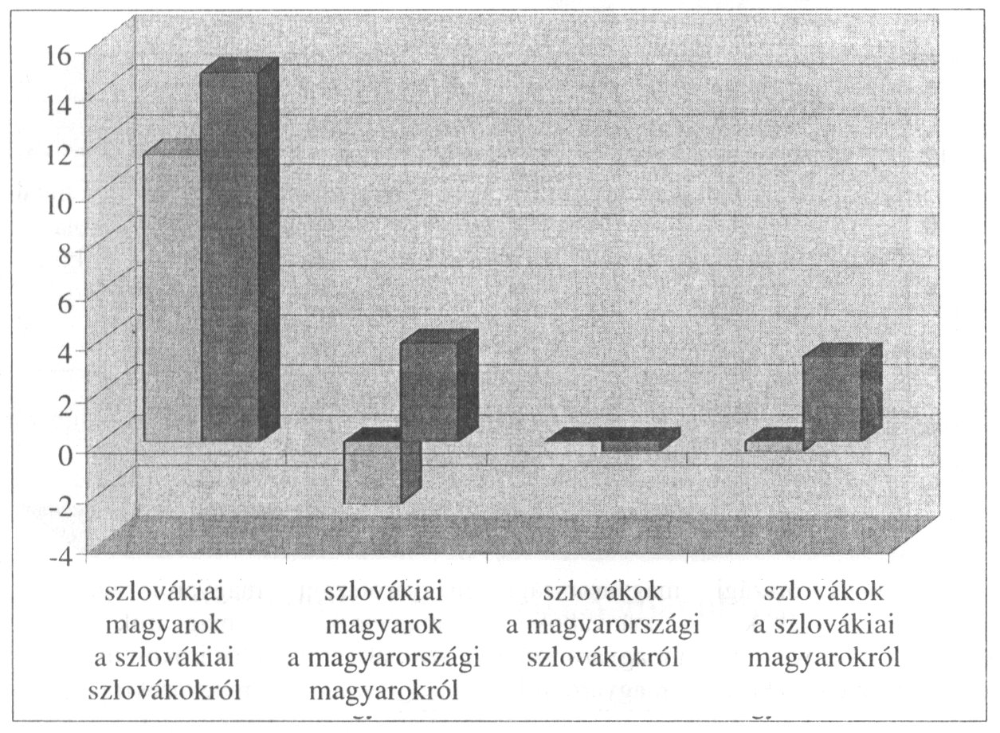 16
14
12
10
8
6
4
2
0
-2
-4
szlovákiai
magyarok
a szlovákiai
szlovákokról
szlovákiai
magyarok
a magyarországi
magyarokról
szlovákok
a magyarországi
szlovákokról
szlovákok
a szlovákiai
magyarokról